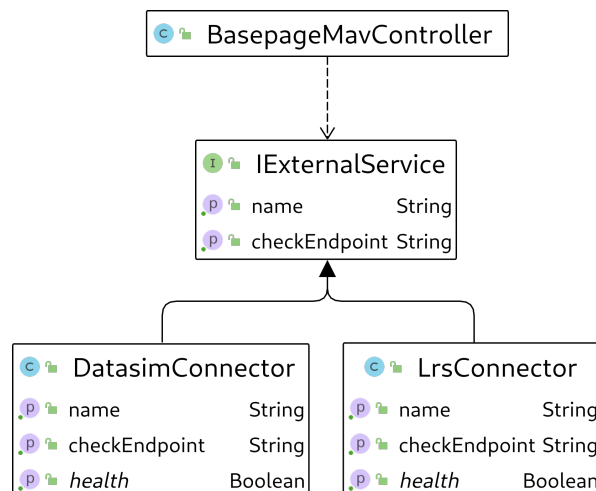 C BasepageMavController
I IExternalService
p name String
p checkEndpoint String
C DatasimConnector
p name String
p checkEndpoint String
p health Boolean
C LrsConnector
p name String
p checkEndpoint String
p health Boolean